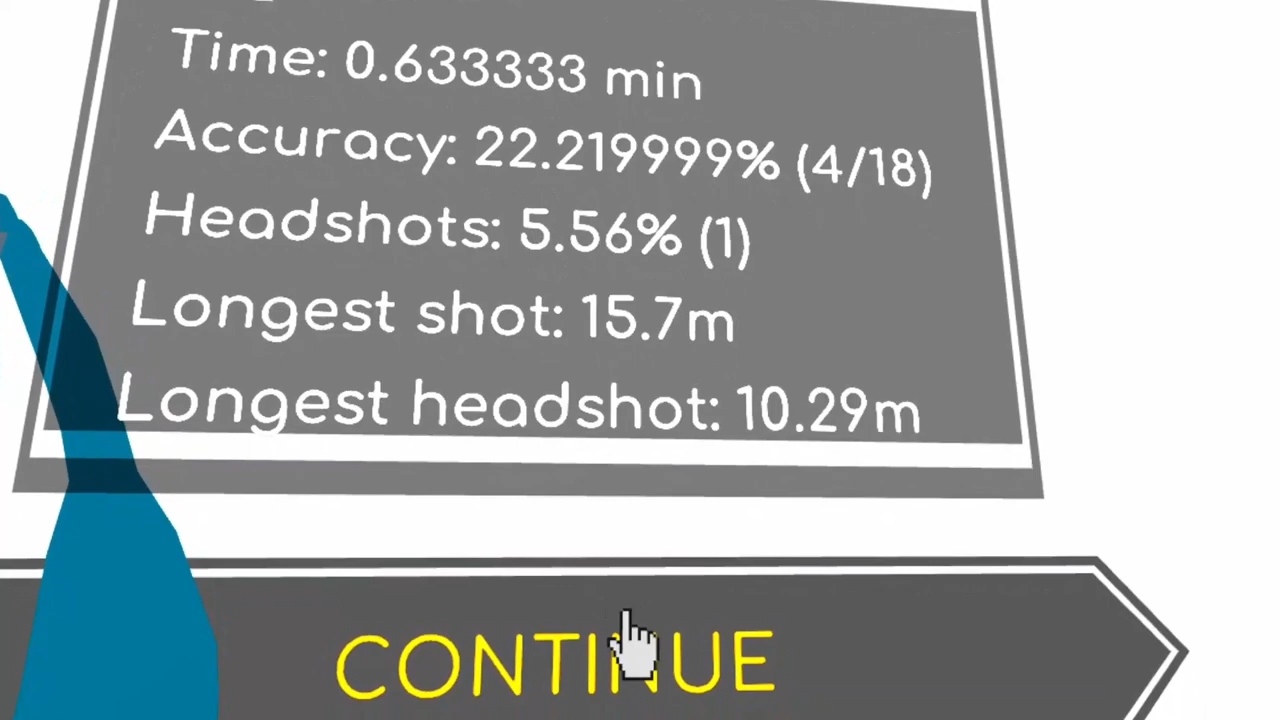 Time: 0.633333 min
Accuracy: 22.219999% (4/18)
Headshots: 5.56% (1)
Longest shot: 15.7m
Longest headshot: 10.29m
CONTINUE